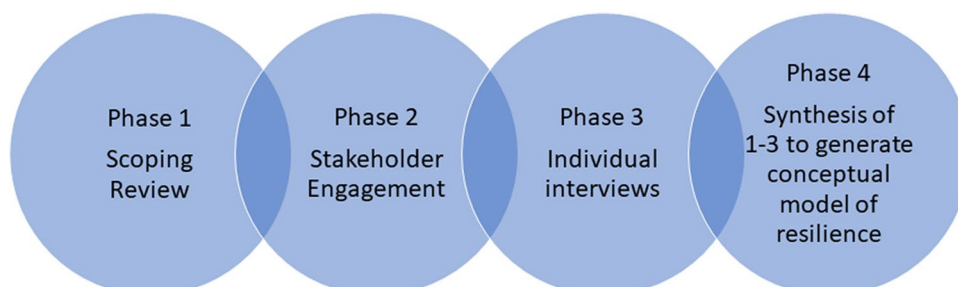 Phase 1
Scoping
Review
Phase 2
Stakeholder
Engagement
Phase 3
Individual
interviews
Phase 4
Synthesis of
1-3 to generate
conceptual
model of
resilience